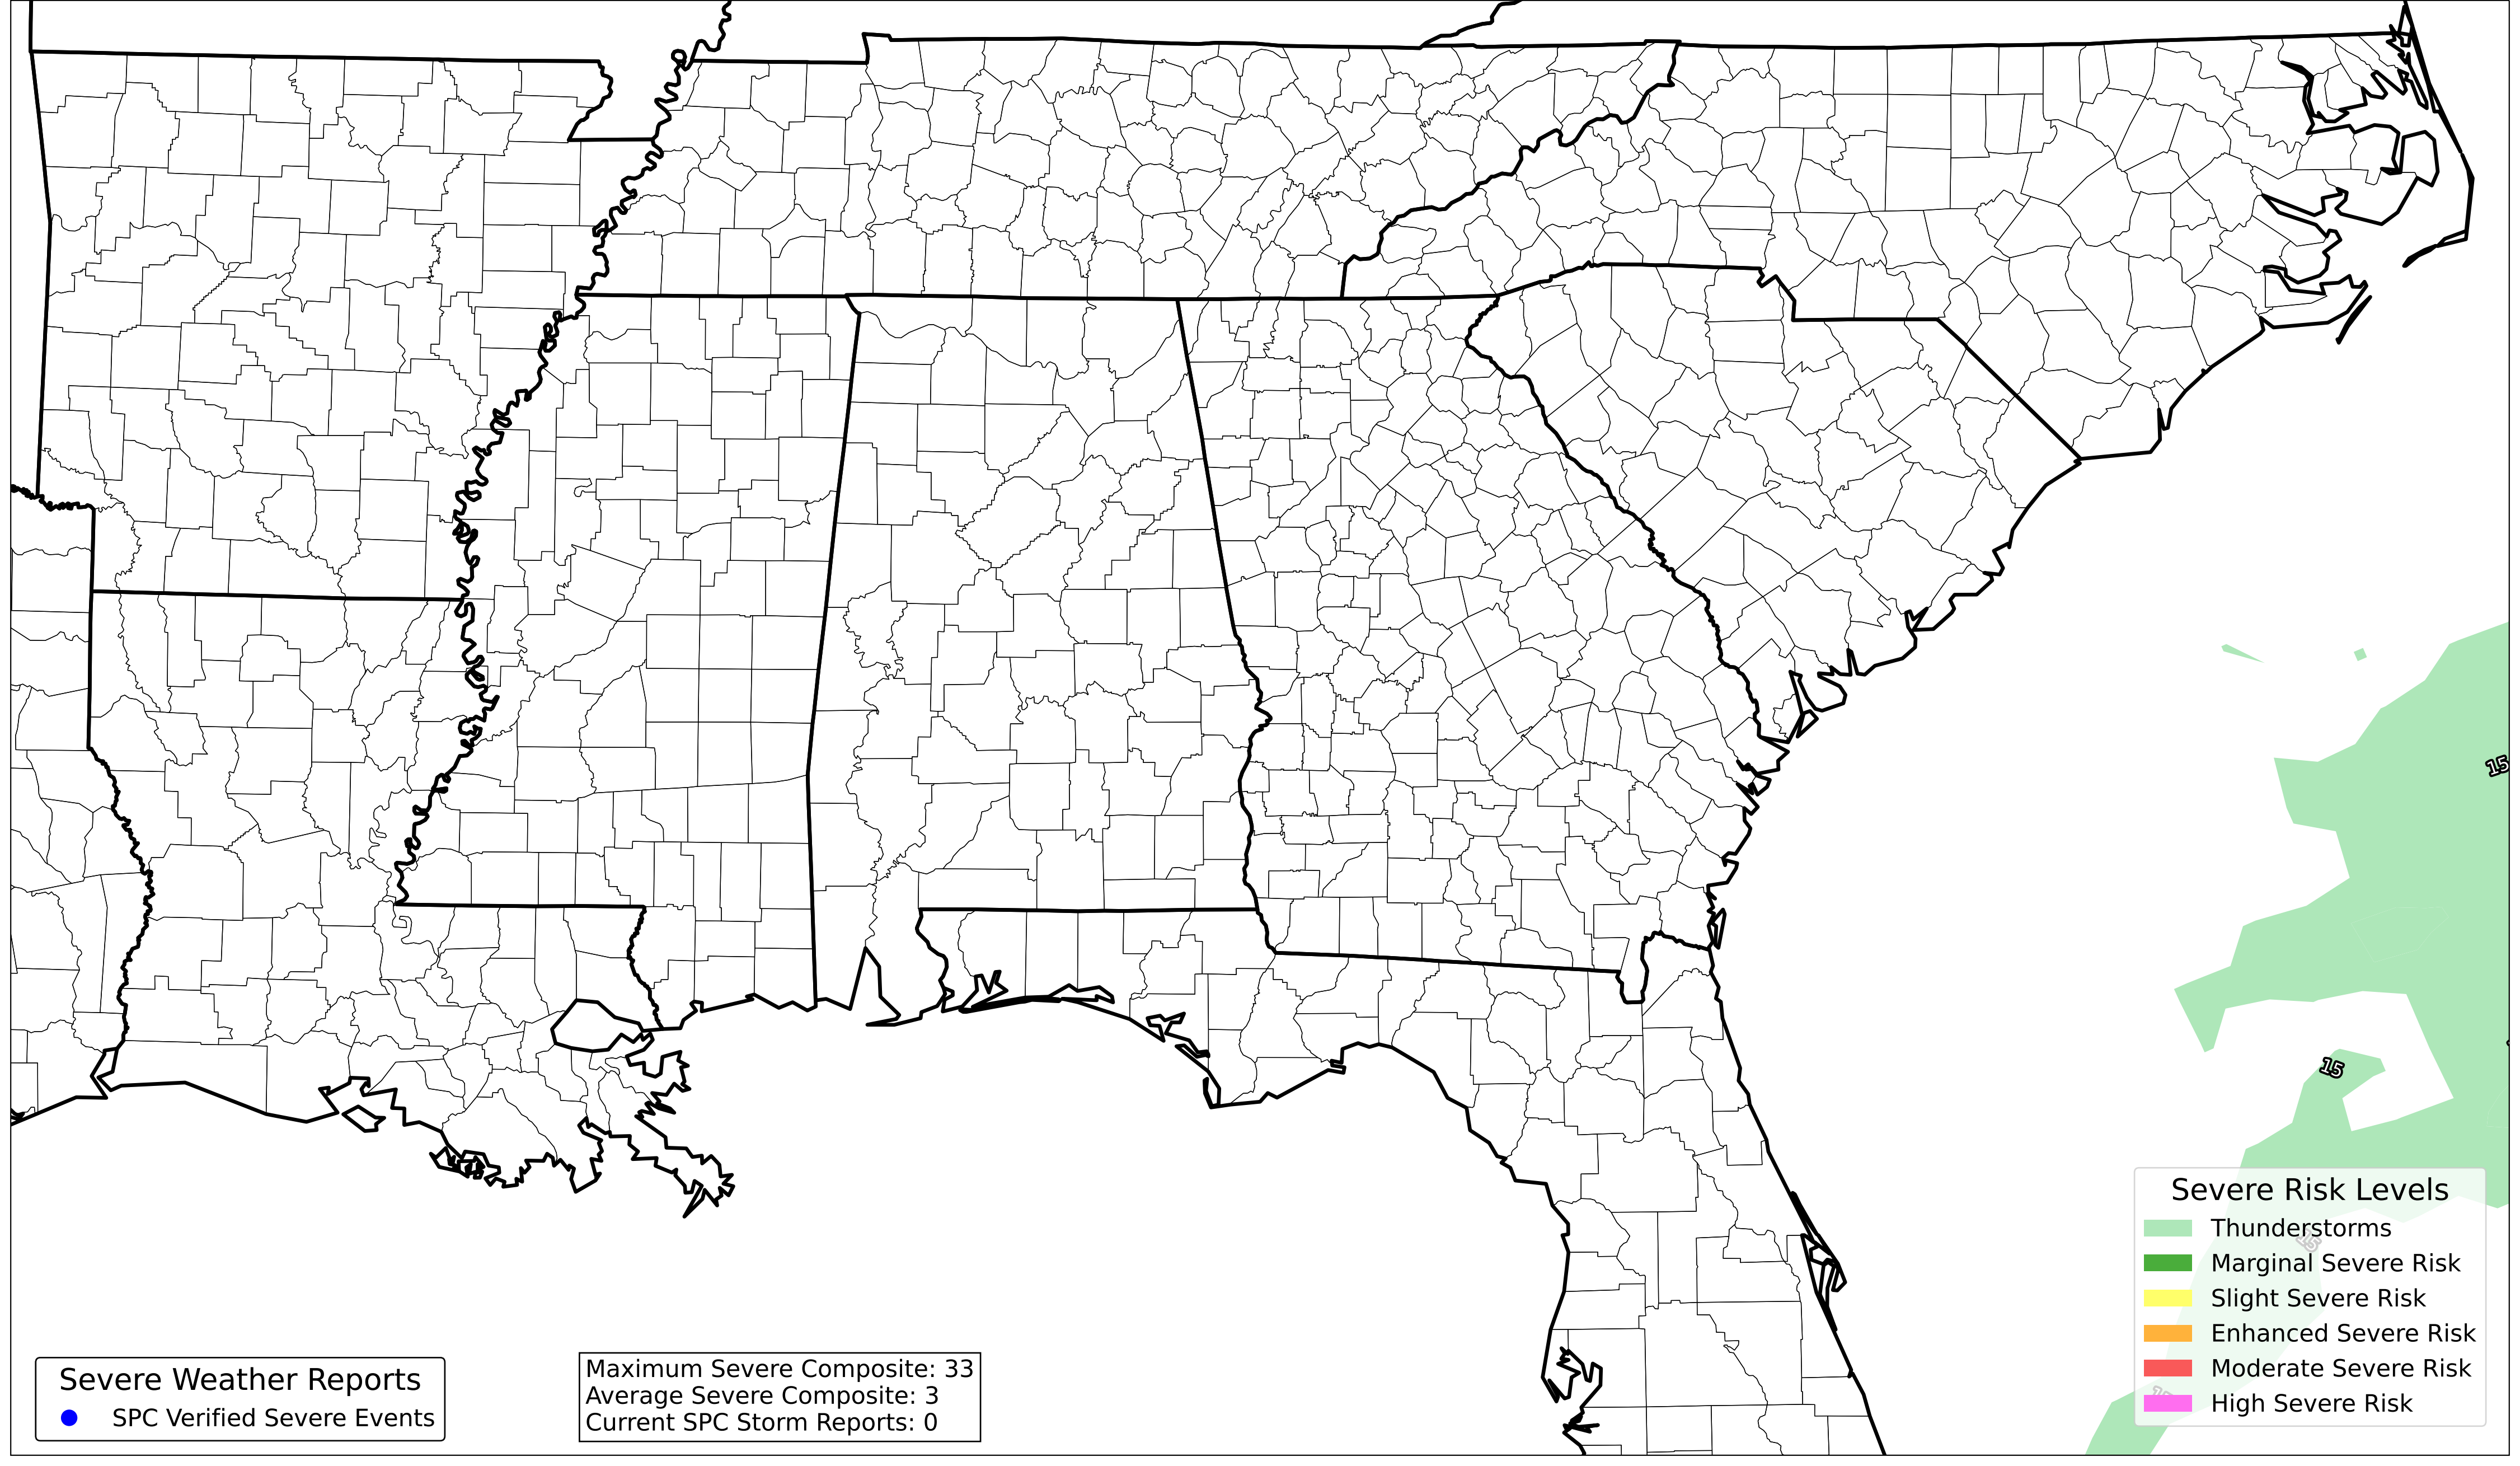 15
15
Severe Risk Levels
Thunderstorms
15
Marginal Severe Risk
Slight Severe Risk
Enhanced Severe Risk
Moderate Severe Risk
High Severe Risk
Severe Weather Reports
SPC Verified Severe Events
Maximum Severe Composite: 33
Average Severe Composite: 3
Current SPC Storm Reports: 0